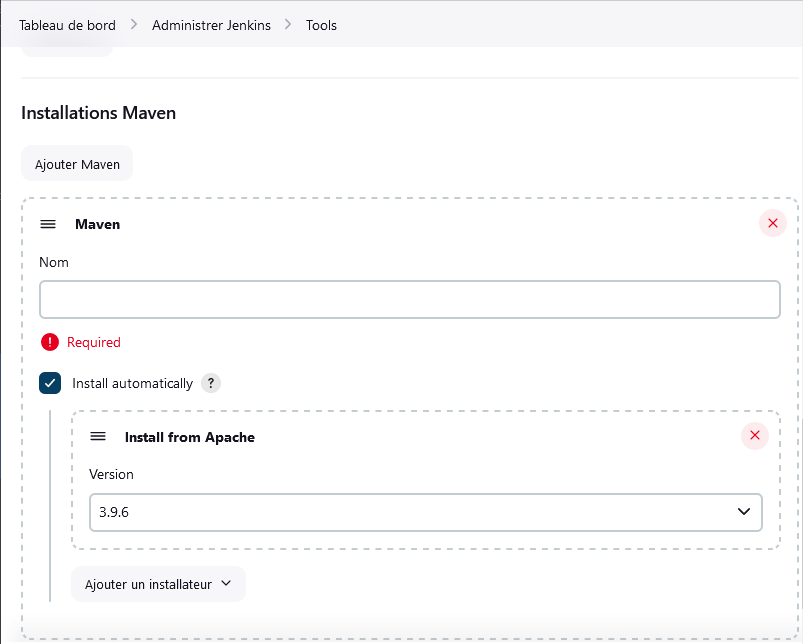 Tableau de bord > Administrer Jenkins > Tools
Installations Maven
Ajouter Maven
Maven
Nom
! Required
Install automatically ?
Install from Apache
Version
3.9.6
Ajouter un installateur